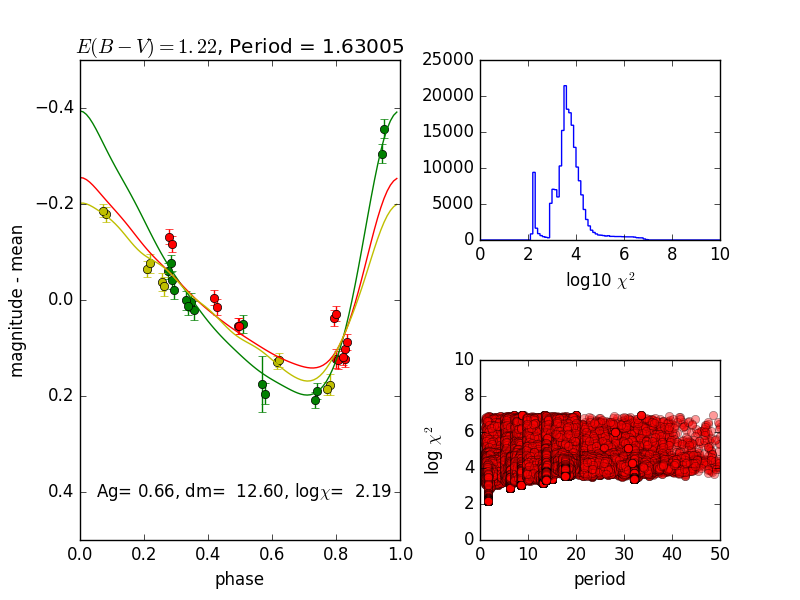 E(B − V) = 1.22, Period = 1.63005
−0.4
−0.2
0.0
0.2
0.4
magnitude - mean
Ag= 0.66, dm=  12.60, logχ=  2.19
0.0 0.2 0.4 0.6 0.8 1.0
phase
25000
20000
15000
10000
5000
0
0 2 4 6 8 10
log10 χ²
10
8
6
4
2
0
log χ²
0 10 20 30 40 50
period